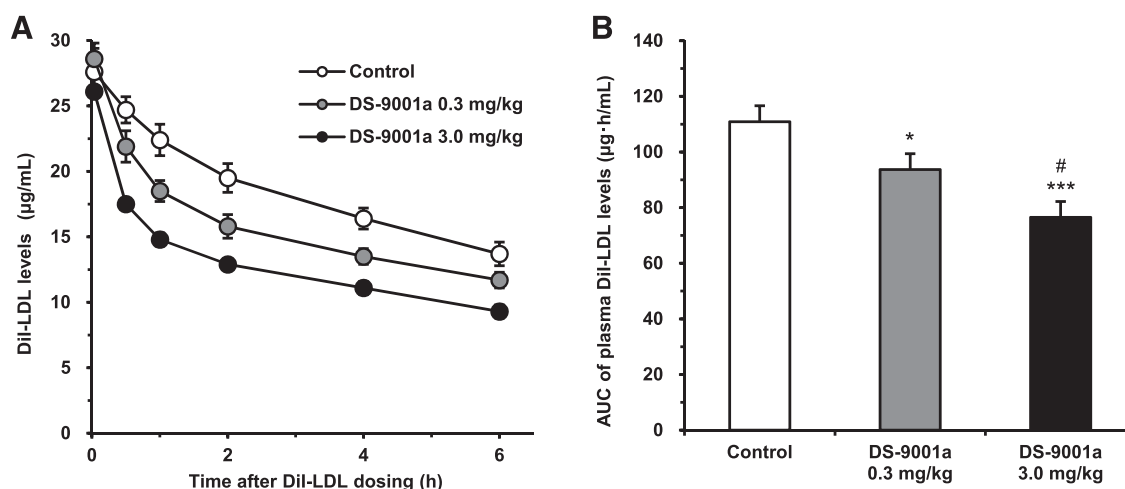 A
30
25
20
15
10
5
0
DiI-LDL levels (µg/mL)
Control
DS-9001a 0.3 mg/kg
DS-9001a 3.0 mg/kg
0 2 4 6
Time after DiI-LDL dosing (h)
B
140
120
100
80
60
40
20
0
AUC of plasma DiI-LDL levels (µg·h/mL)
*
#
***
Control
DS-9001a
0.3 mg/kg
DS-9001a
3.0 mg/kg